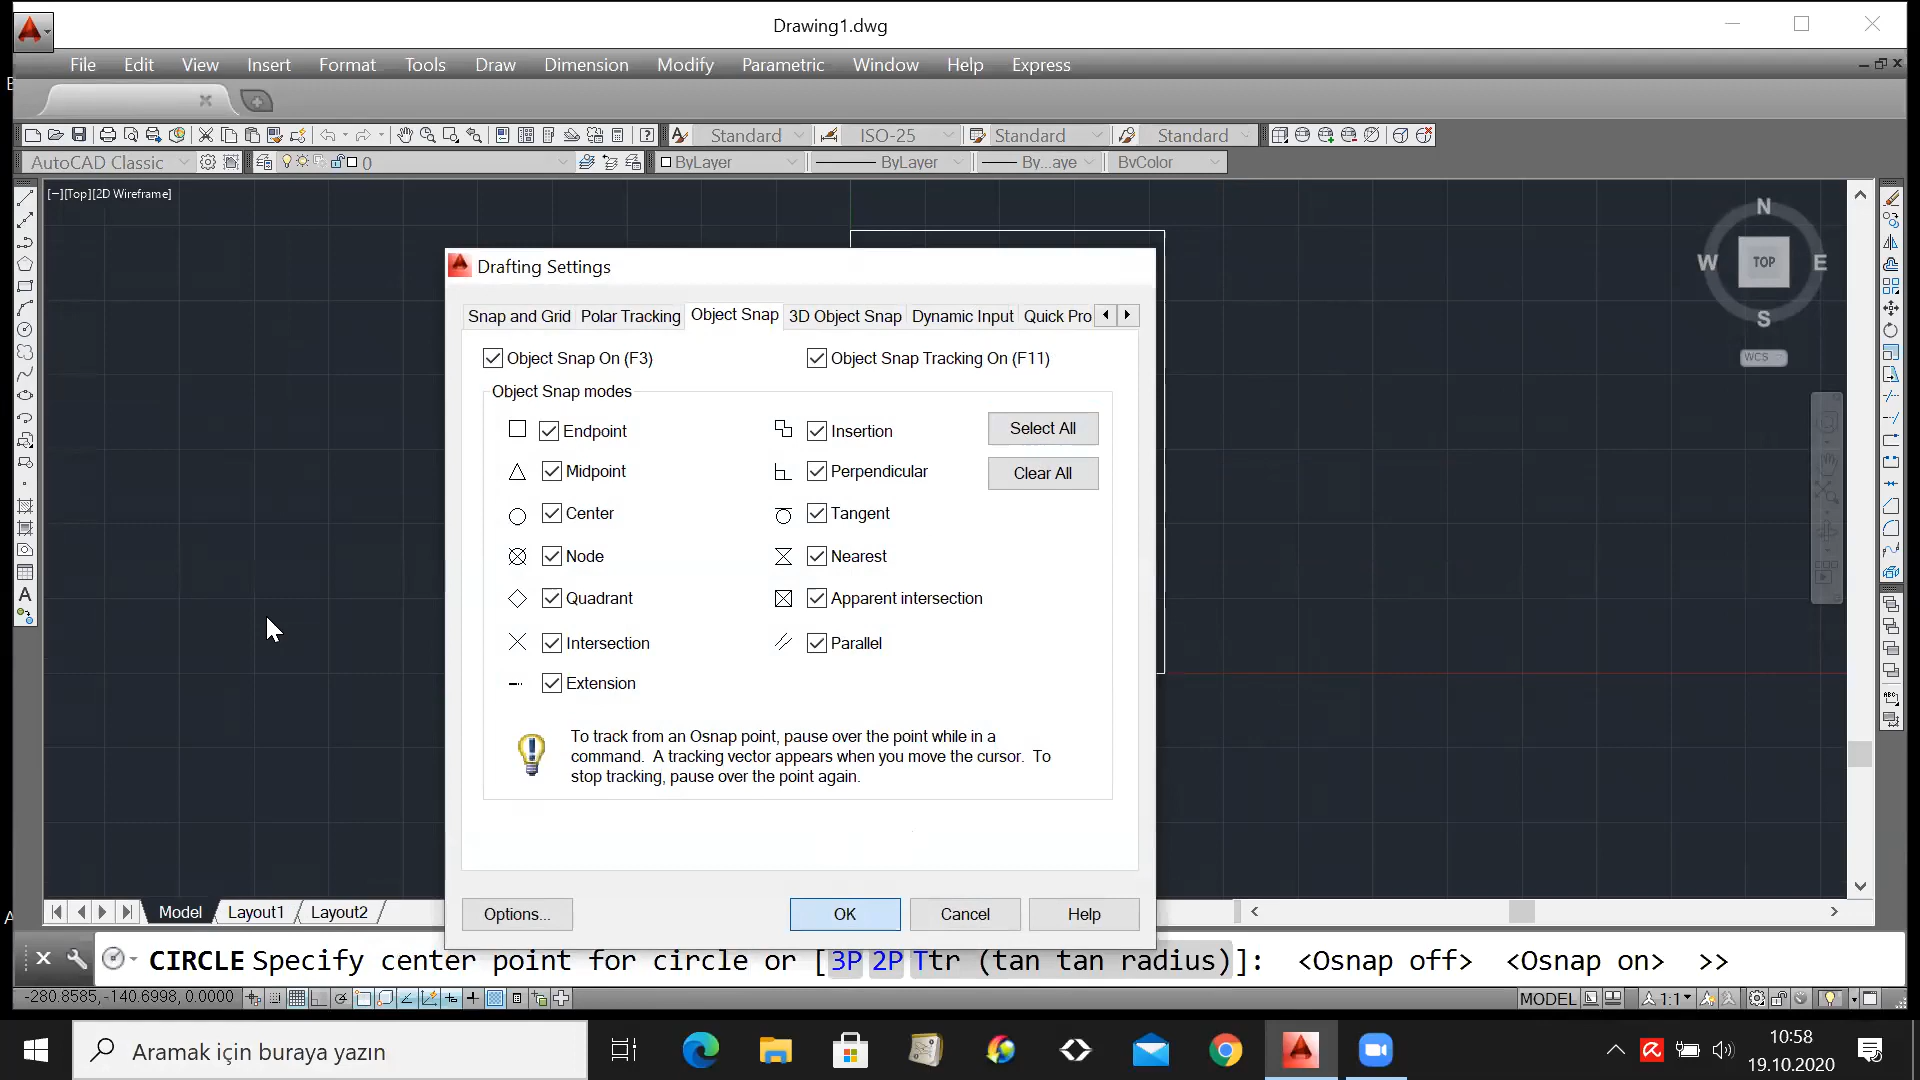 Drawing1.dwg
File Edit View Insert Format Tools Draw Dimension Modify Parametric Window Help Express
Standard ISO-25 Standard Standard
AutoCAD Classic 0 ByLayer ByLayer By...aye ByColor
[−][Top][2D Wireframe]
N
W TOP E
S
WCS
Drafting Settings
Snap and Grid Polar Tracking Object Snap 3D Object Snap Dynamic Input Quick Pro
Object Snap On (F3) Object Snap Tracking On (F11)
Object Snap modes
Endpoint Insertion Select All
Midpoint Perpendicular Clear All
Center Tangent
Node Nearest
Quadrant Apparent intersection
Intersection Parallel
Extension
To track from an Osnap point, pause over the point while in a
command. A tracking vector appears when you move the cursor. To
stop tracking, pause over the point again.
Options... OK Cancel Help
Model Layout1 Layout2
CIRCLE Specify center point for circle or [3P 2P Ttr (tan tan radius)]: <Osnap off> <Osnap on> >>
-280.8585, -140.6998, 0.0000 MODEL 1:1
Aramak için buraya yazın
10:58
19.10.2020